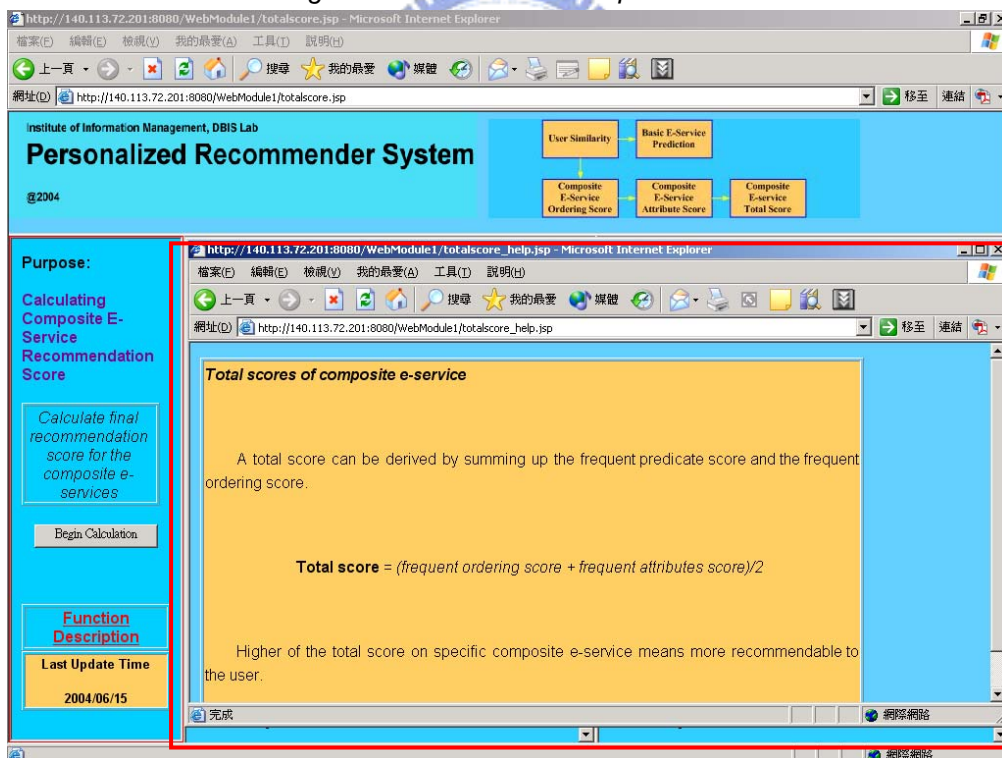 http://140.113.72.201:8080/WebModule1/totalscore.jsp - Microsoft Internet Explorer
檔案(F) 編輯(E) 檢視(V) 我的最愛(A) 工具(T) 說明(H)
上一頁 搜尋 我的最愛 媒體
網址(D) http://140.113.72.201:8080/WebModule1/totalscore.jsp 移至 連結
Institute of Information Management, DBIS Lab
Personalized Recommender System
@2004
User Similarity
Basic E-Service
Prediction
Composite
E-Service
Ordering Score
Composite
E-Service
Attribute Score
Composite
E-service
Total Score
Purpose:
Calculating
Composite E-
Service
Recommendation
Score
Calculate final
recommendation
score for the
composite e-
services
Begin Calculation
Function
Description
Last Update Time
2004/06/15
http://140.113.72.201:8080/WebModule1/totalscore_help.jsp - Microsoft Internet Explorer
檔案(F) 編輯(E) 檢視(V) 我的最愛(A) 工具(T) 說明(H)
上一頁 搜尋 我的最愛 媒體
網址(D) http://140.113.72.201:8080/WebModule1/totalscore_help.jsp 移至 連結
Total scores of composite e-service
A total score can be derived by summing up the frequent predicate score and the frequent
ordering score.
Total score = (frequent ordering score + frequent attributes score)/2
Higher of the total score on specific composite e-service means more recommendable to
the user.
完成 網際網路
網際網路